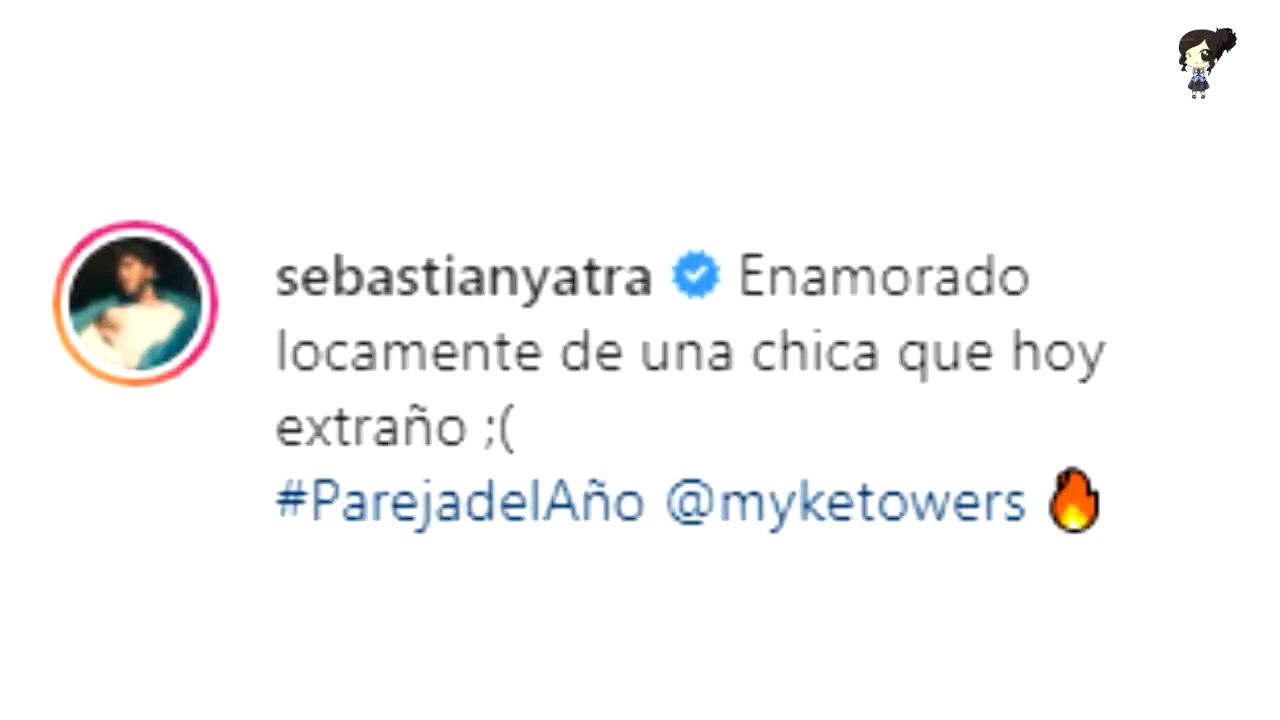 sebastianyatra Enamorado
locamente de una chica que hoy
extraño ;(
#ParejadelAño @myketowers 🔥